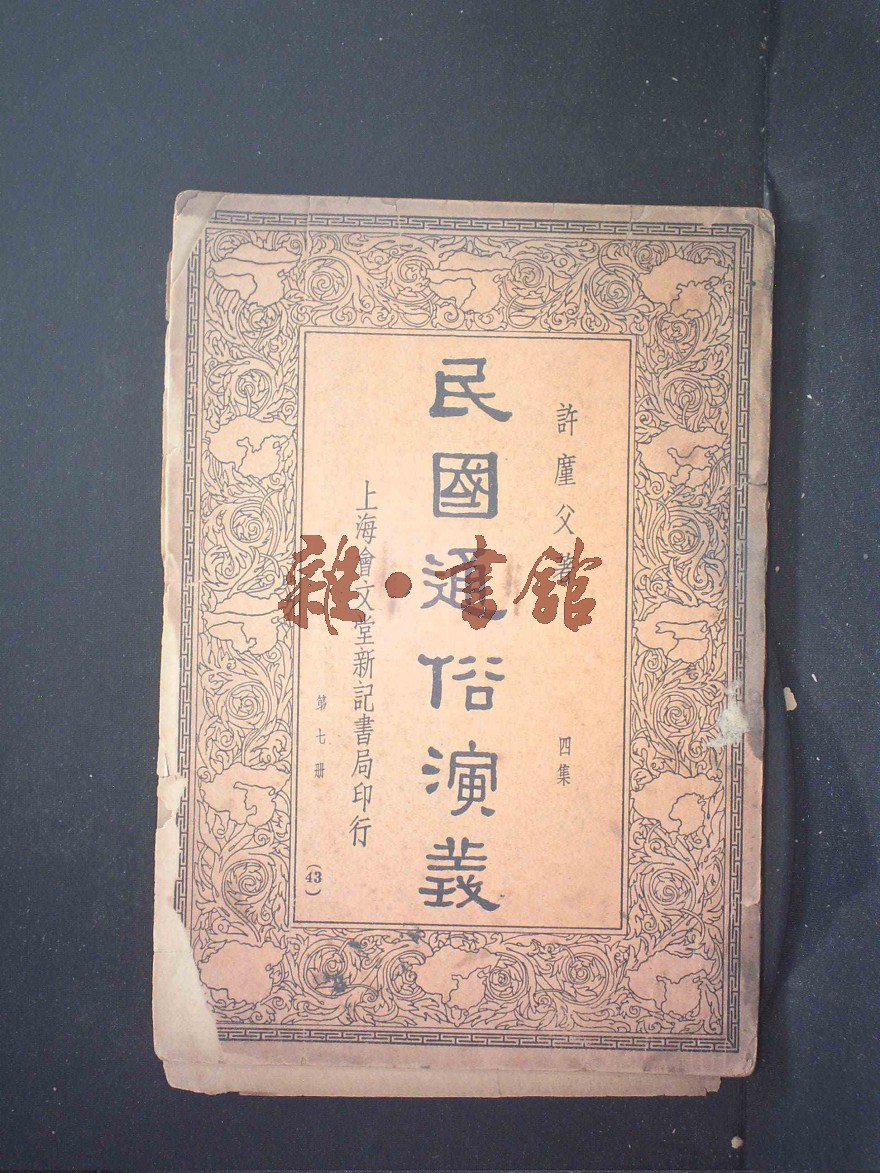 許廑父著
四集
民國通俗演義
上海會文堂新記書局印行
第七册
(43)
雜·書館